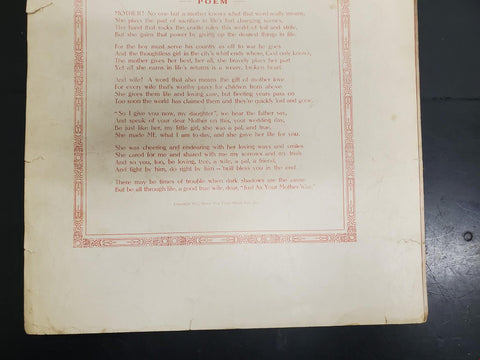 POEM
MOTHER! No one but a mother knows what that word really means,
She plays the part of sacrifice in life's fast changing scenes,
Her hand that rocks the cradle rules this world of toil and strife,
But she gains that power by giving up the dearest things in life.
For the boy must serve his country as off to war he goes
And the thoughtless girl in the city's whirl ends where, God only knows,
The mother gives her best, her all, she bravely plays her part
Yet all she earns in life's returns is a weary, broken heart.
And wife! A word that also means the gift of mother love
For every wife that's worthy prays for children from above.
She gives them life and loving care, but fleeting years pass on
Too soon the world has claimed them and they're quickly lost and gone.
"So I give you now, my daughter", so hear the father say,
And speak of your dear Mother on this, your wedding day,
Be just like her, my little girl, she was a pal, and true,
She made ME what I am to-day, and she gave her life for you.
She was cheering and endearing with her loving ways and smiles
She cared for me and shared with me my sorrows and my trials
And so you, too, be loving, true, a wife, a pal, a friend,
And fight by him, do right by him – he'll bless you in the end.
There may be times of trouble when dark shadows are the
But be all through life, a good true wife, dear, "Just As Your Mother Was."
Copyright